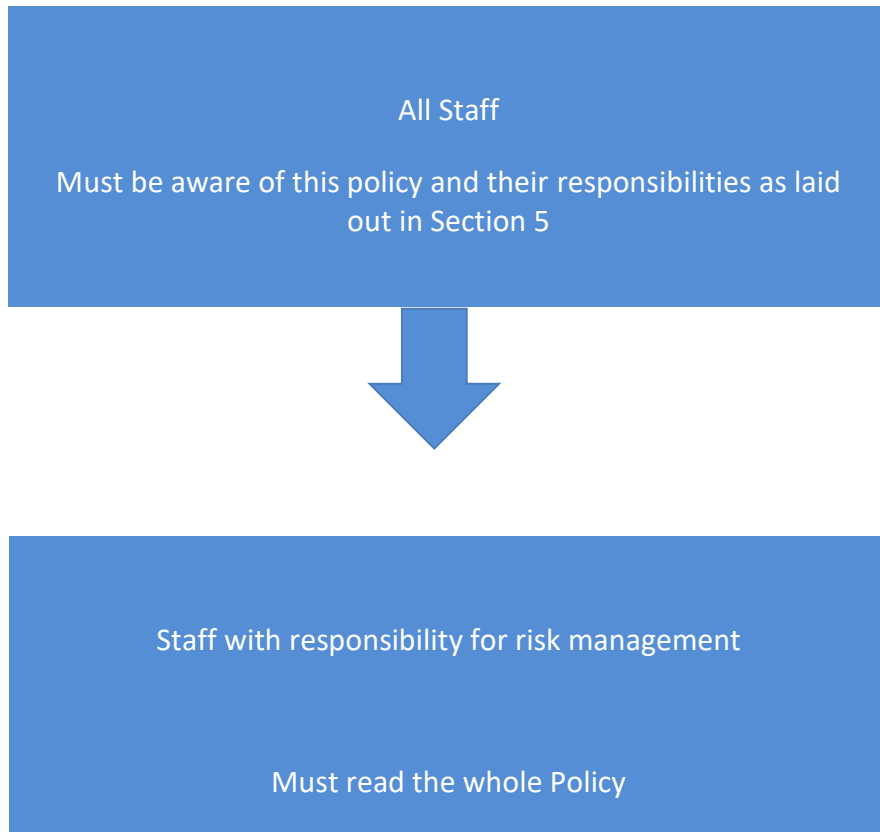 All Staff
Must be aware of this policy and their responsibilities as laid
out in Section 5
Staff with responsibility for risk management
Must read the whole Policy